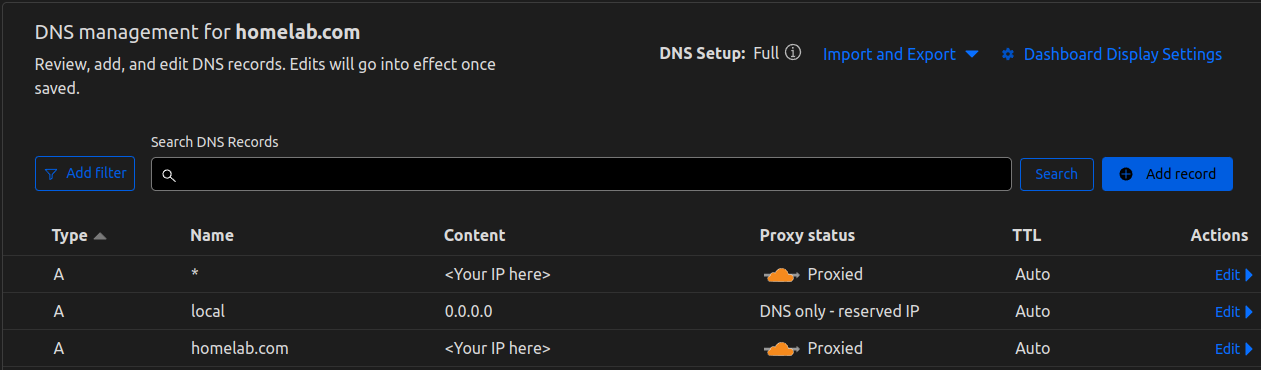 DNS management for homelab.com
Review, add, and edit DNS records. Edits will go into effect once
saved.
DNS Setup: Full Import and Export Dashboard Display Settings
Search DNS Records
Add filter Search Add record
Type Name Content Proxy status TTL Actions
A * <Your IP here> Proxied Auto Edit
A local 0.0.0.0 DNS only - reserved IP Auto Edit
A homelab.com <Your IP here> Proxied Auto Edit